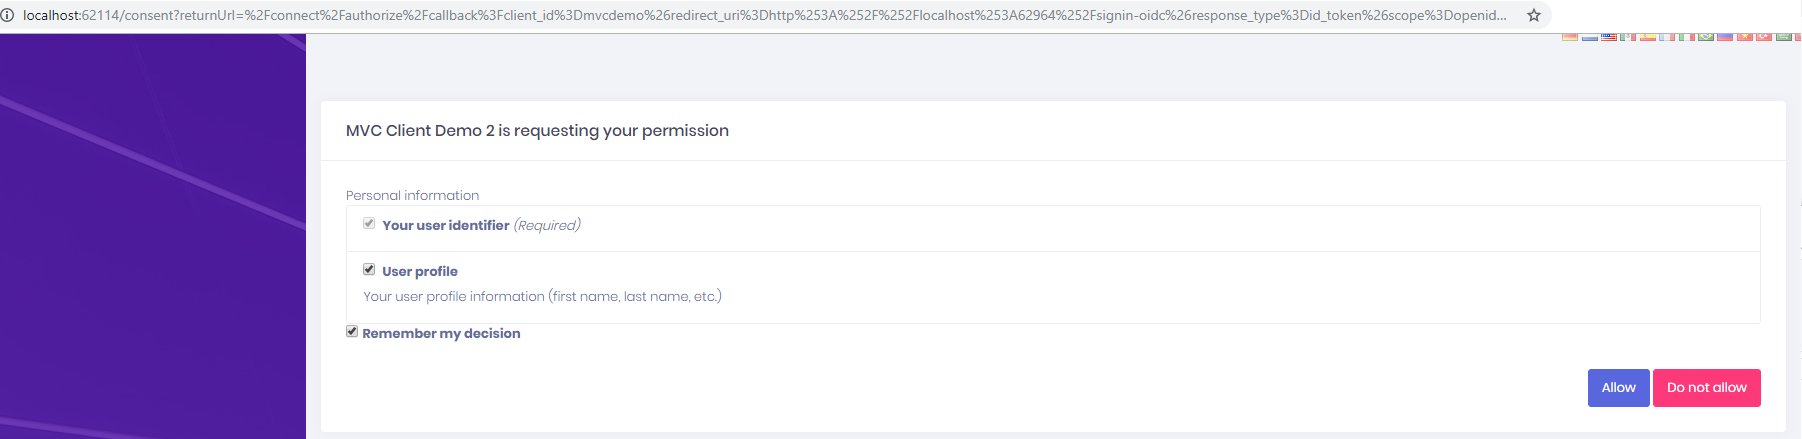 localhost:62114/consent?returnUrl=%2Fconnect%2Fauthorize%2Fcallback%3Fclient_id%3Dmvcdemo%26redirect_uri%3Dhttp%253A%252F%252Flocalhost%253A62964%252Fsignin-oidc%26response_type%3Did_token%26scope%3Dopenid...
MVC Client Demo 2 is requesting your permission
Personal information
Your user identifier (Required)
User profile
Your user profile information (first name, last name, etc.)
Remember my decision
Allow Do not allow